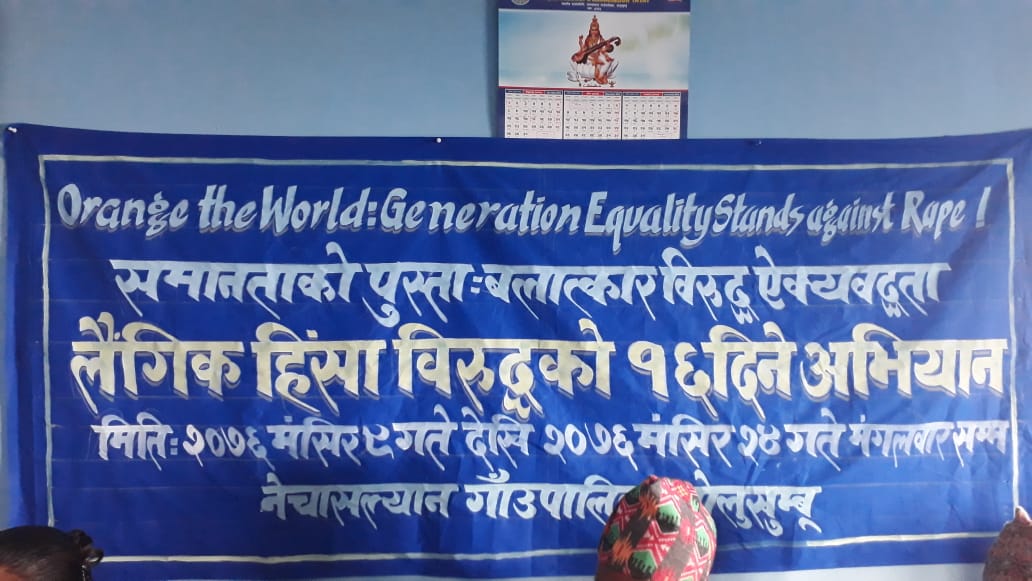 Orange the World: Generation Equality Stands against Rape !
समानताको पुस्ता : बलात्कार विरुद्ध ऐक्यवद्धता
लैंगिक हिंसा विरुद्धको १६ दिने अभियान
मिति: २०७६ मंसिर ९ गते देखि २०७६ मंसिर २४ गते मंगलवार सम्म
नेचासल्यान गाँउपालि लुसुम्बू